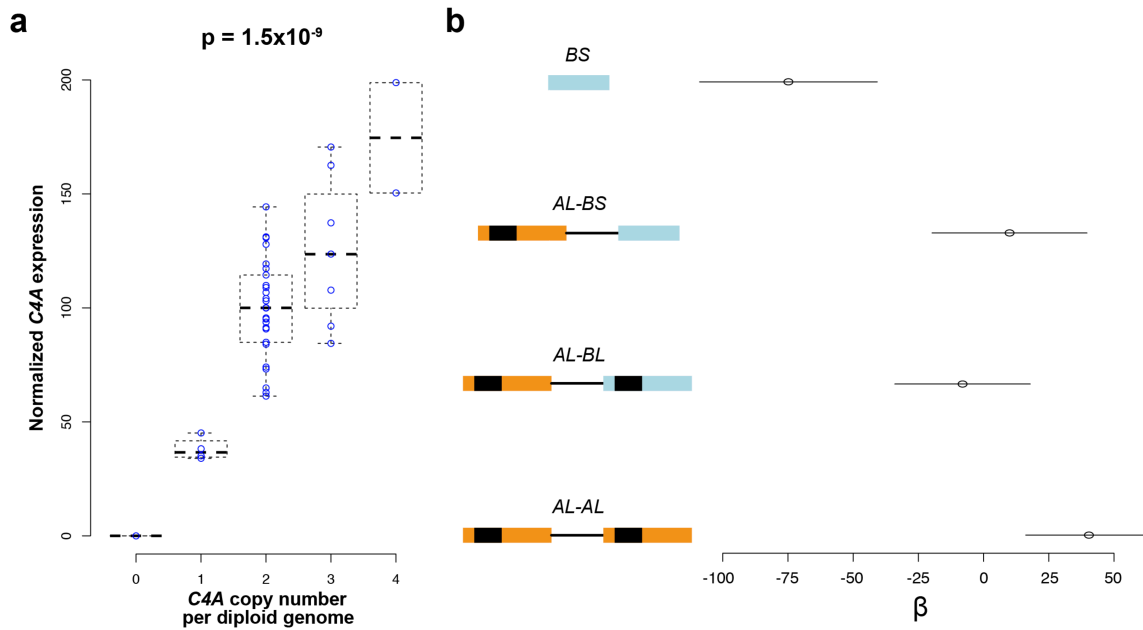 a
p = 1.5x10⁻⁹
Normalized C4A expression
200
150
100
50
0
0 1 2 3 4
C4A copy number
per diploid genome
b
BS
AL-BS
AL-BL
AL-AL
-100 -75 -50 -25 0 25 50
β